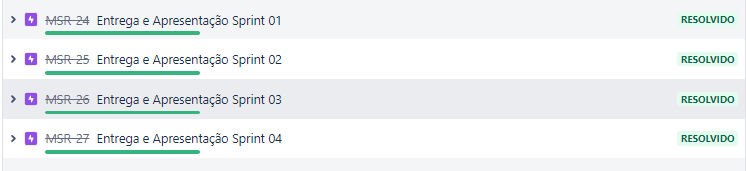 MSR-24 Entrega e Apresentação Sprint 01 RESOLVIDO
MSR-25 Entrega e Apresentação Sprint 02 RESOLVIDO
MSR-26 Entrega e Apresentação Sprint 03 RESOLVIDO
MSR-27 Entrega e Apresentação Sprint 04 RESOLVIDO